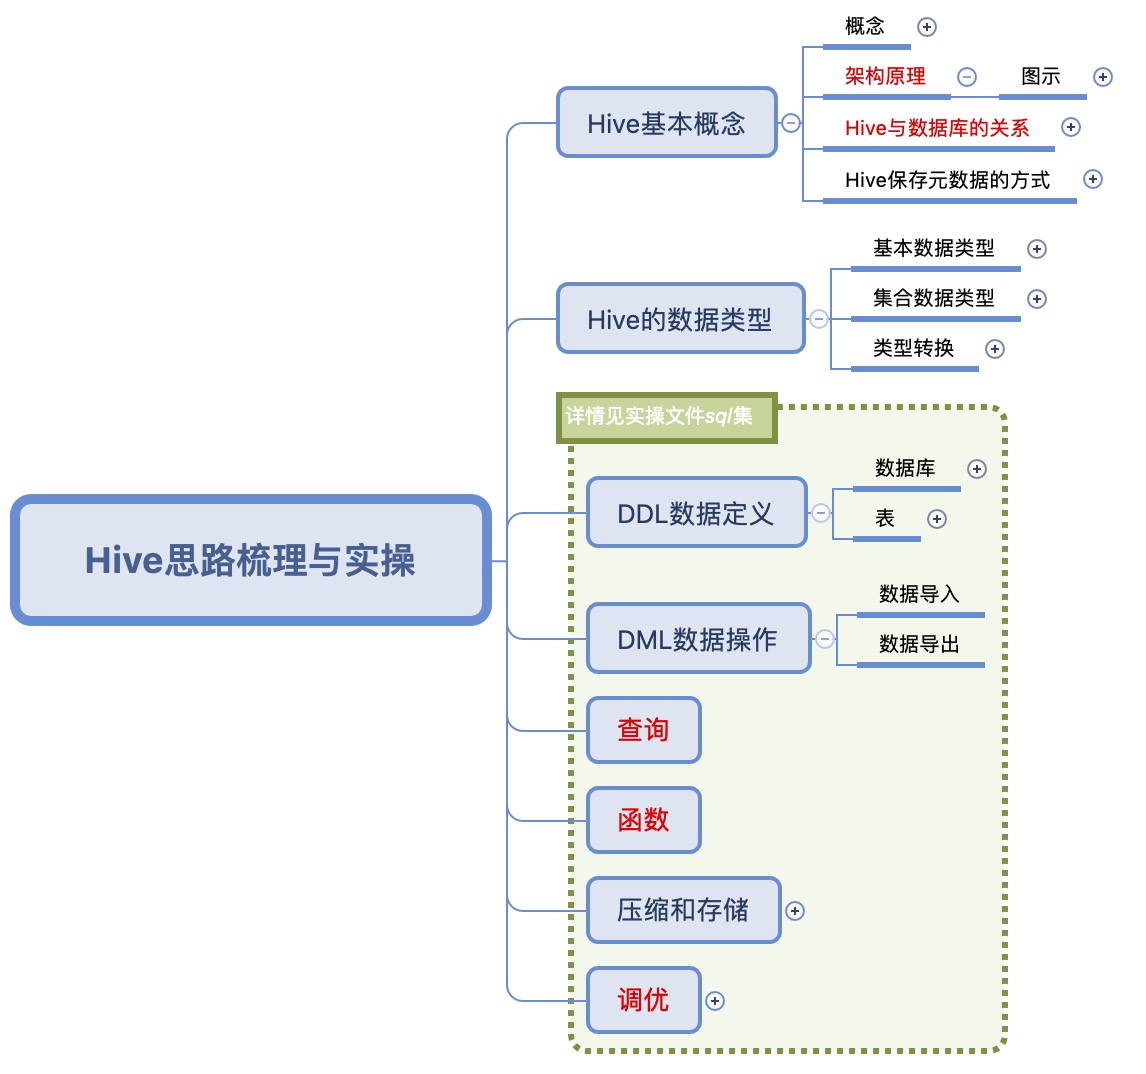 Hive思路梳理与实操
Hive基本概念
概念
架构原理
图示
Hive与数据库的关系
Hive保存元数据的方式
Hive的数据类型
基本数据类型
集合数据类型
类型转换
详情见实操文件sql集
DDL数据定义
数据库
表
DML数据操作
数据导入
数据导出
查询
函数
压缩和存储
调优